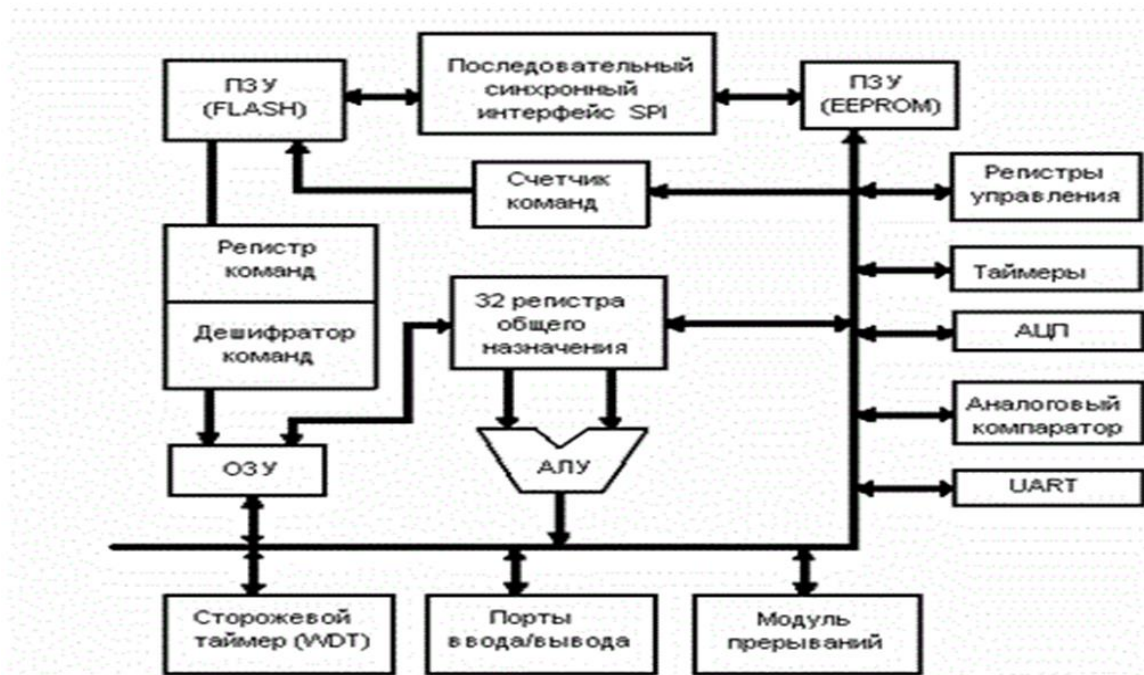 ПЗУ
(FLASH)
Последовательный
синхронный
интерфейс SPI
ПЗУ
(EEPROM)
Счетчик
команд
Регистры
управления
Регистр
команд
Дешифратор
команд
32 регистра
общего
назначения
Таймеры
АЦП
Аналоговый
компаратор
ОЗУ
АЛУ
UART
Сторожевой
таймер (WDT)
Порты
ввода/вывода
Модуль
прерываний